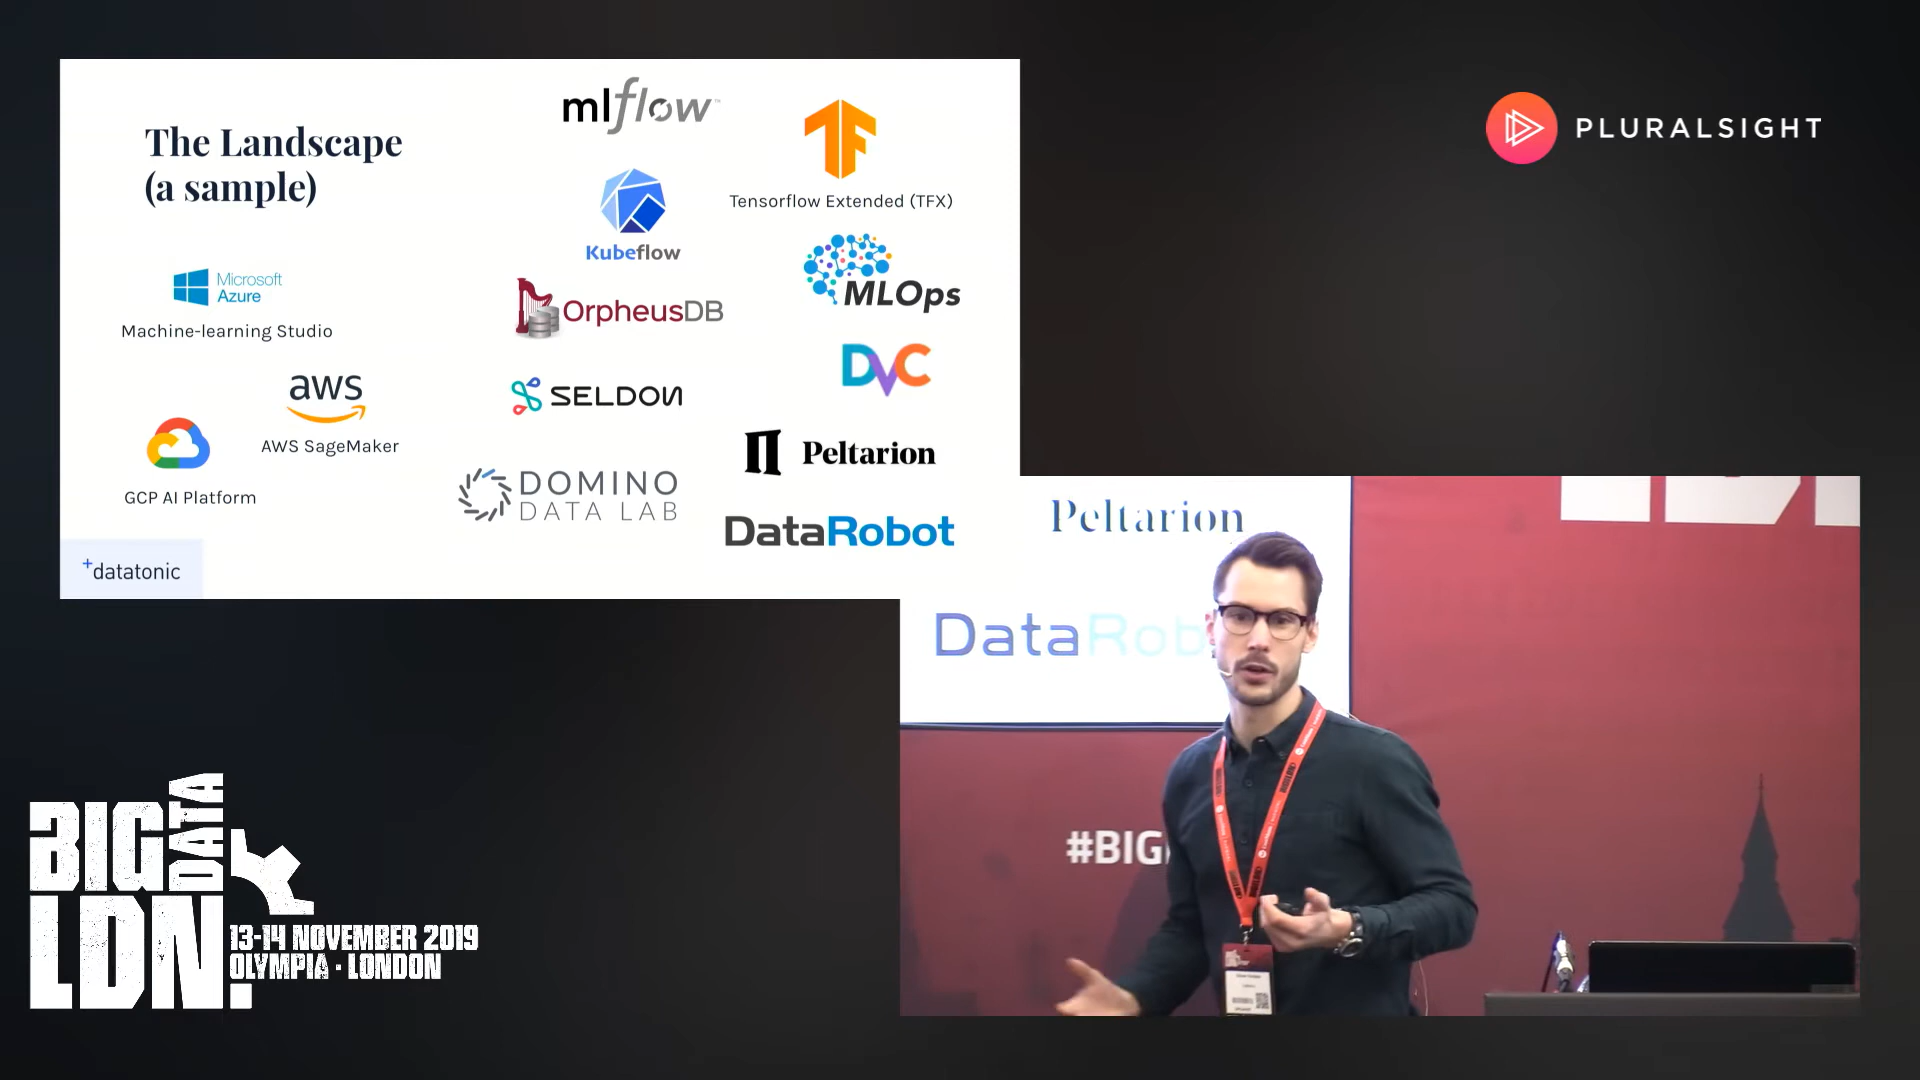 The Landscape
(a sample)
mlflow
Tensorflow Extended (TFX)
Kubeflow
Microsoft
Azure
Machine-learning Studio
OrpheusDB
MLOps
DVC
aws
AWS SageMaker
SELDON
GCP AI Platform
Peltarion
DOMINO
DATA LAB
DataRobot
+datatonic
PLURALSIGHT
Peltarion
DataRob
#BIG
BIG DATA
LDN.
13-14 NOVEMBER 2019
OLYMPIA · LONDON